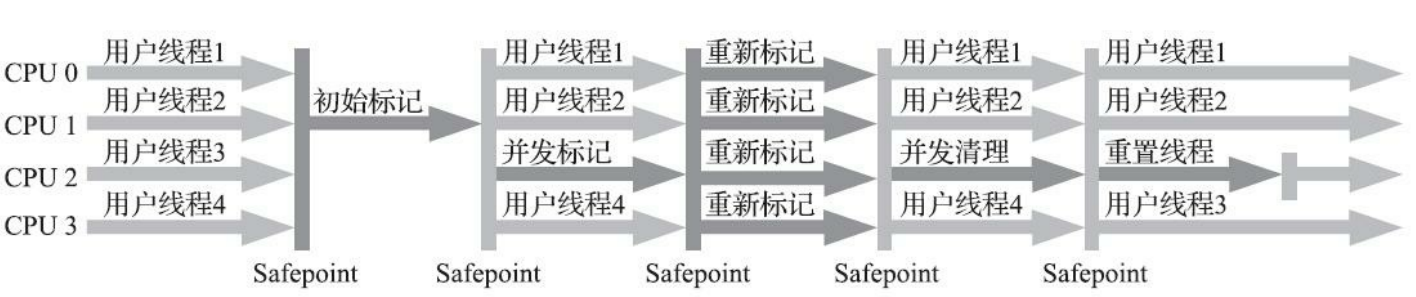 用户线程1 用户线程1 重新标记 用户线程1 用户线程1
CPU 0
用户线程2 初始标记 用户线程2 重新标记 用户线程2 用户线程2
CPU 1
用户线程3 并发标记 重新标记 并发清理 重置线程
CPU 2
用户线程4 用户线程4 重新标记 用户线程4 用户线程3
CPU 3
Safepoint Safepoint Safepoint Safepoint Safepoint